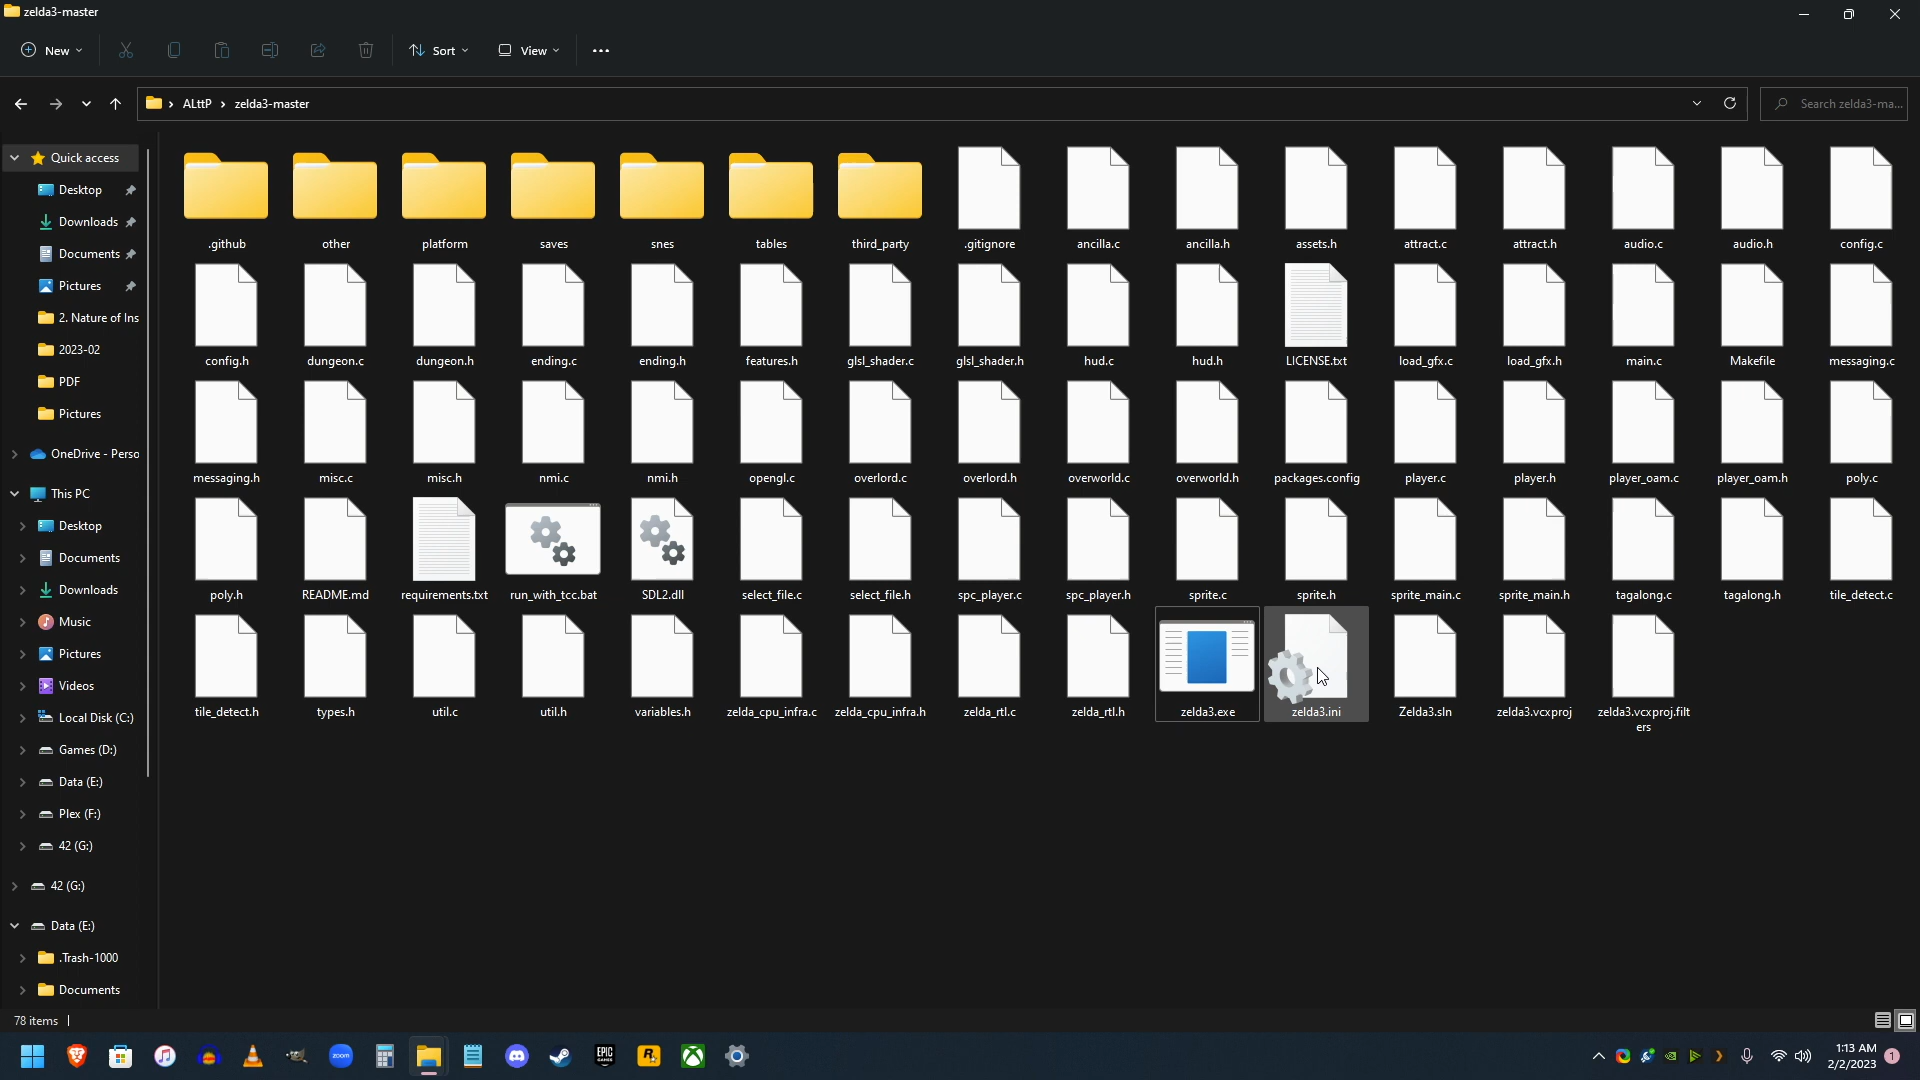 zelda3-master
New
Sort
View
ALttP
zelda3-master
Search zelda3-ma...
Quick access
Desktop
Downloads
Documents
Pictures
2. Nature of Ins
2023-02
PDF
Pictures
OneDrive - Perso
This PC
Desktop
Documents
Downloads
Music
Pictures
Videos
Local Disk (C:)
Games (D:)
Data (E:)
Plex (F:)
42 (G:)
42 (G:)
Data (E:)
.Trash-1000
Documents
.github
other
platform
saves
snes
tables
third_party
.gitignore
ancilla.c
ancilla.h
assets.h
attract.c
attract.h
audio.c
audio.h
config.c
config.h
dungeon.c
dungeon.h
ending.c
ending.h
features.h
glsl_shader.c
glsl_shader.h
hud.c
hud.h
LICENSE.txt
load_gfx.c
load_gfx.h
main.c
Makefile
messaging.c
messaging.h
misc.c
misc.h
nmi.c
nmi.h
opengl.c
overlord.c
overlord.h
overworld.c
overworld.h
packages.config
player.c
player.h
player_oam.c
player_oam.h
poly.c
poly.h
README.md
requirements.txt
run_with_tcc.bat
SDL2.dll
select_file.c
select_file.h
spc_player.c
spc_player.h
sprite.c
sprite.h
sprite_main.c
sprite_main.h
tagalong.c
tagalong.h
tile_detect.c
tile_detect.h
types.h
util.c
util.h
variables.h
zelda_cpu_infra.c
zelda_cpu_infra.h
zelda_rtl.c
zelda_rtl.h
zelda3.exe
zelda3.ini
Zelda3.sln
zelda3.vcxproj
zelda3.vcxproj.filt
ers
78 items
zoom
EPIC
GAMES
R
1:13 AM
2/2/2023
1